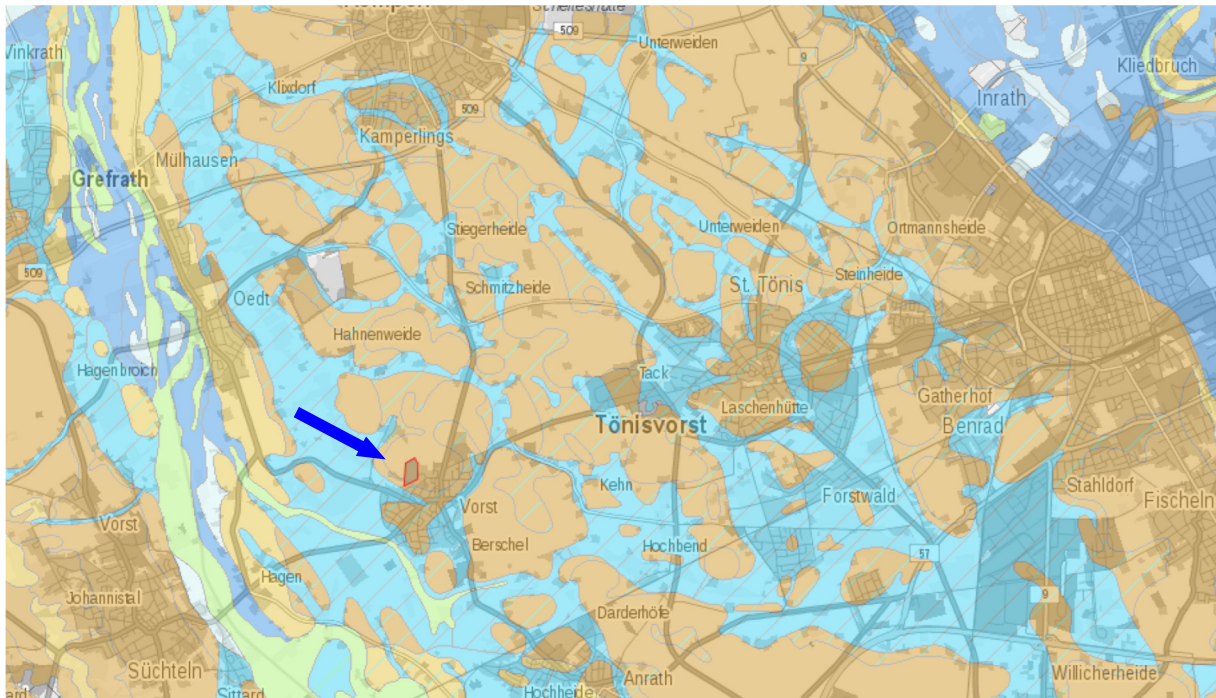 Scheifeshütte
509
Unterweiden
9
Vinkrath
Kliedbruch
Klixdorf
Inrath
509
Kamperlings
Mülhausen
Grefrath
Stiegerheide
Unterweiden
Ortmannsheide
509
Steinheide
Schmitzheide
St. Tönis
Oedt
Hahnenweide
Hagenbroich
Tack
Gatherhof
Laschenhütte
Tönisvorst
Benrad
Kehn
Stahldorf
Forstwald
Fischeln
Vorst
Vorst
Berschel
Hochbend
57
Hagen
9
Johannistal
Darderhöfe
Süchteln
Anrath
Willicherheide
Sittard
Hochheide